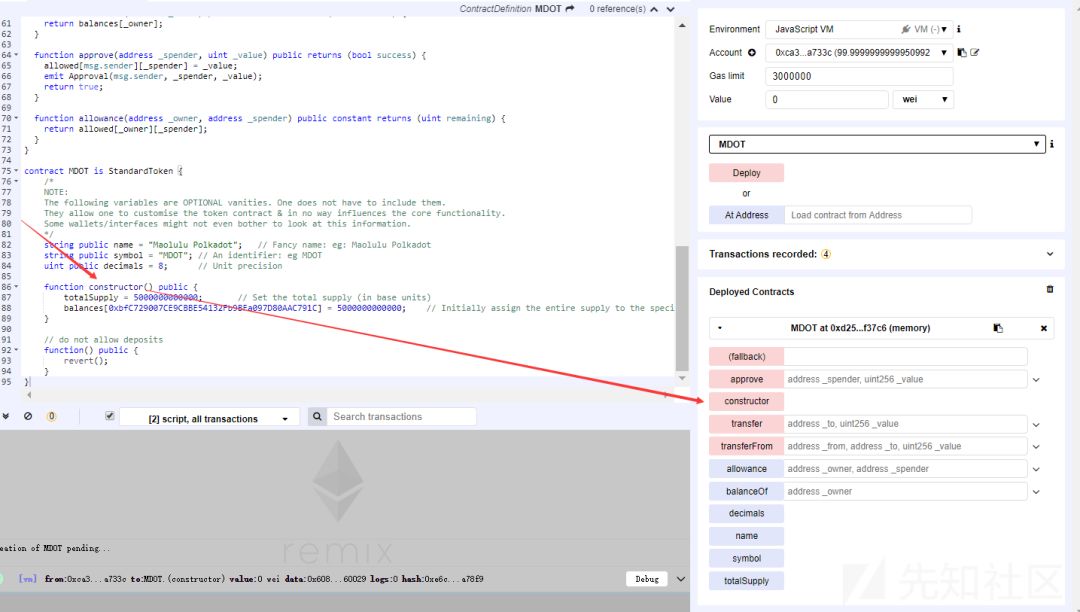 ContractDefinition MDOT 0 reference(s)
61 return balances[_owner];
62 }
63
64 function approve(address _spender, uint _value) public returns (bool success) {
65 allowed[msg.sender][_spender] = _value;
66 emit Approval(msg.sender, _spender, _value);
67 return true;
68 }
69
70 function allowance(address _owner, address _spender) public constant returns (uint remaining) {
71 return allowed[_owner][_spender];
72 }
73 }
74
75 contract MDOT is StandardToken {
76 /*
77 NOTE:
78 The following variables are OPTIONAL vanities. One does not have to include them.
79 They allow one to customise the token contract & in no way influences the core functionality.
80 Some wallets/interfaces might not even bother to look at this information.
81 */
82 string public name = "Maolulu Polkadot"; // Fancy name: eg: Maolulu Polkadot
83 string public symbol = "MDOT"; // An identifier: eg MDOT
84 uint public decimals = 8; // Unit precision
85
86 function constructor() public {
87 totalSupply = 5000000000000; // Set the total supply (in base units)
88 = 5000000000000; // Initially assign the entire supply to the speci
89 }
90
91 // do not allow deposits
92 function() public {
93 revert();
94 }
95 }
0 [2] script, all transactions Search transactions
remix
eation of MDOT pending...
[vm] from:0xca3...a733c to:MDOT.(constructor) value:0 wei data:0x608...60029 logs:0 hash:0xe6c...a78f9 Debug
Environment JavaScript VM VM (-) i
Account 0xca3...a733c (99.9999999999950992
Gas limit 3000000
Value 0 wei
MDOT i
Deploy
or
At Address Load contract from Address
Transactions recorded: 4
Deployed Contracts
MDOT at 0xd25...f37c6 (memory)
(fallback)
approve address _spender, uint256 _value
constructor
transfer address _to, uint256 _value
transferFrom address _from, address _to, uint256 _value
allowance address _owner, address _spender
balanceOf address _owner
decimals
name
symbol
totalSupply
先知社区